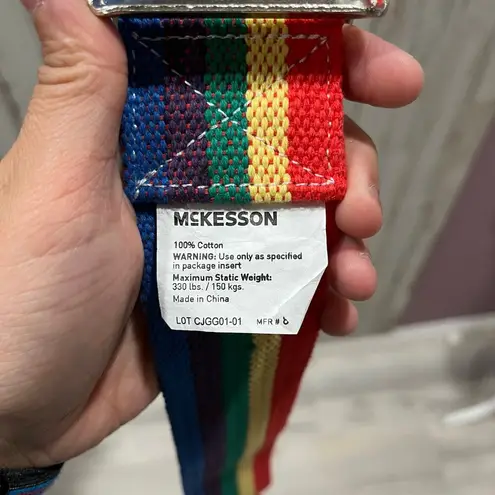 McKESSON
100% Cotton
WARNING: Use only as specified
in package insert
Maximum Static Weight:
330 lbs. / 150 kgs.
Made in China
LOT CJGG01-01 MFR #